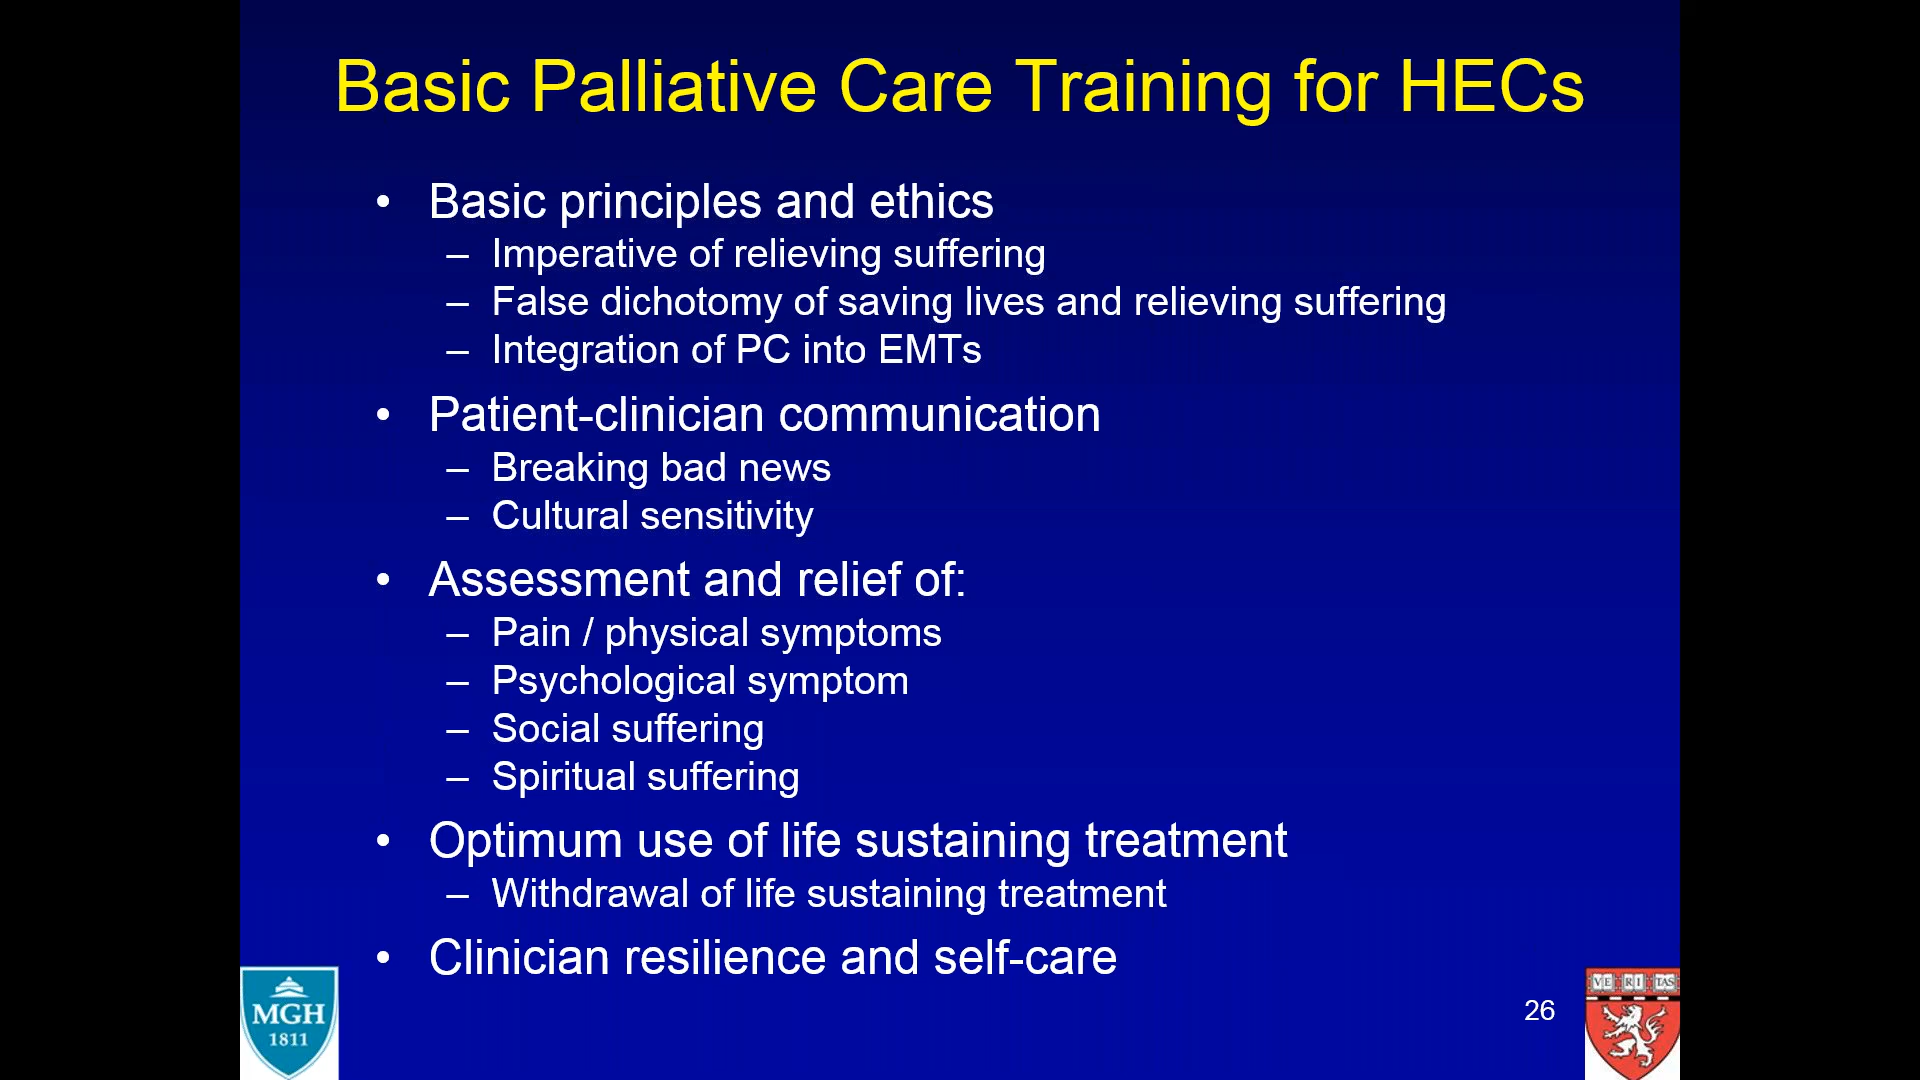 Basic Palliative Care Training for HECs
• Basic principles and ethics
– Imperative of relieving suffering
– False dichotomy of saving lives and relieving suffering
– Integration of PC into EMTs
• Patient-clinician communication
– Breaking bad news
– Cultural sensitivity
• Assessment and relief of:
– Pain / physical symptoms
– Psychological symptom
– Social suffering
– Spiritual suffering
• Optimum use of life sustaining treatment
– Withdrawal of life sustaining treatment
• Clinician resilience and self-care
MGH
1811
26
VE RI TAS